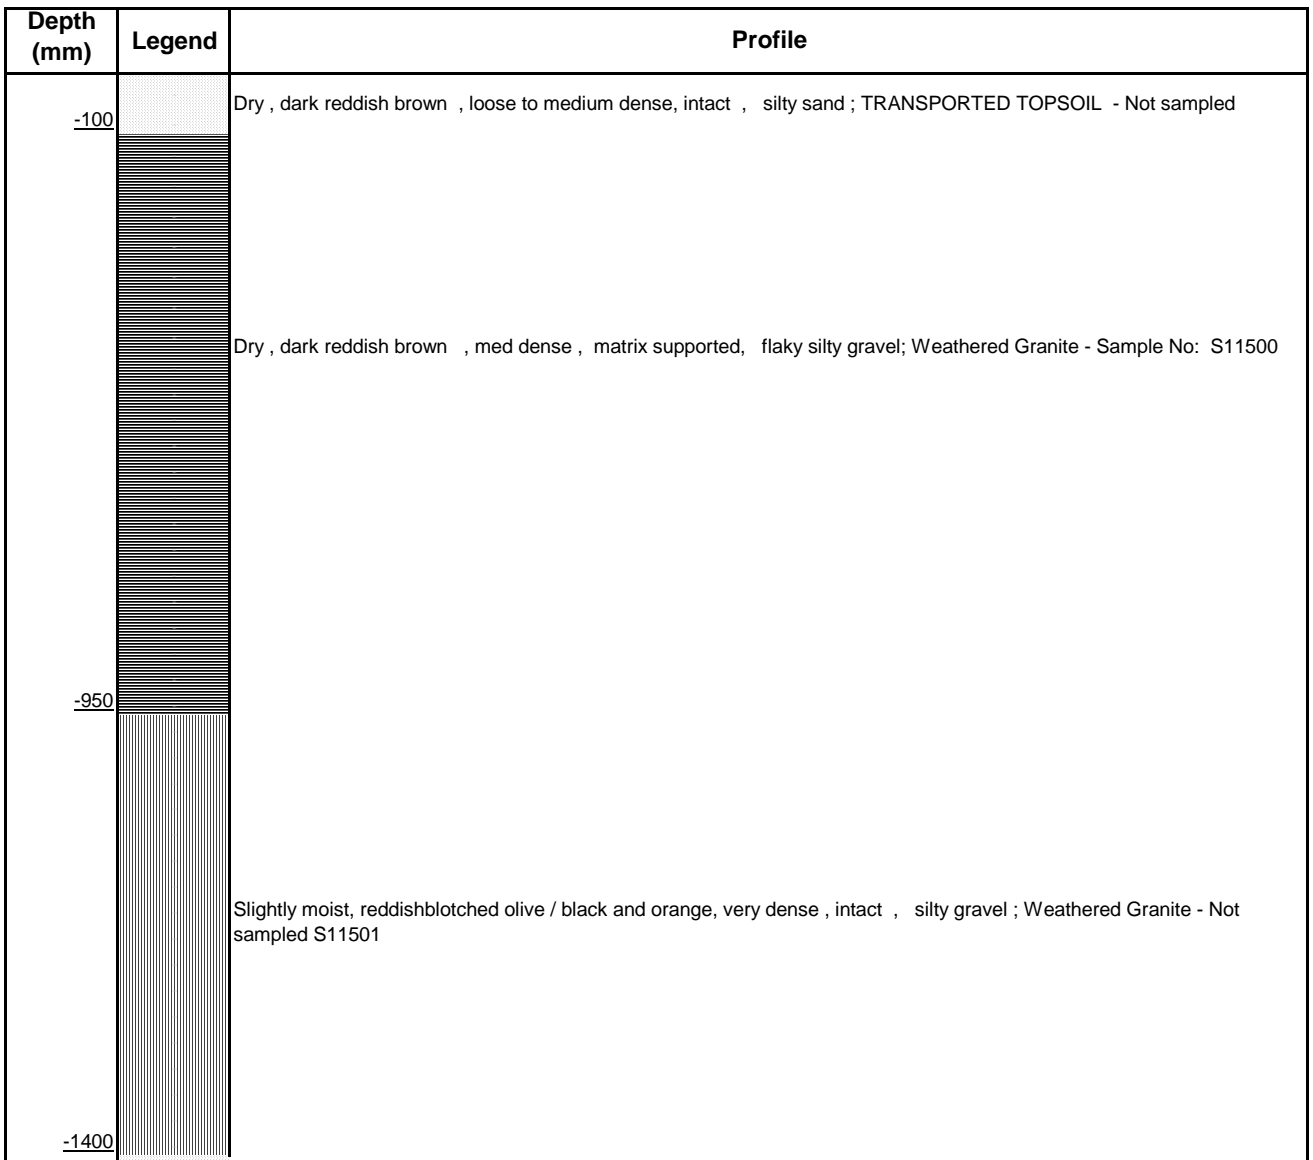 Depth
(mm)
Legend
Profile
-100
Dry , dark reddish brown , loose to medium dense, intact , silty sand ; TRANSPORTED TOPSOIL - Not sampled
Dry , dark reddish brown , med dense , matrix supported, flaky silty gravel; Weathered Granite - Sample No: S11500
-950
Slightly moist, reddishblotched olive / black and orange, very dense , intact , silty gravel ; Weathered Granite - Not
sampled S11501
-1400